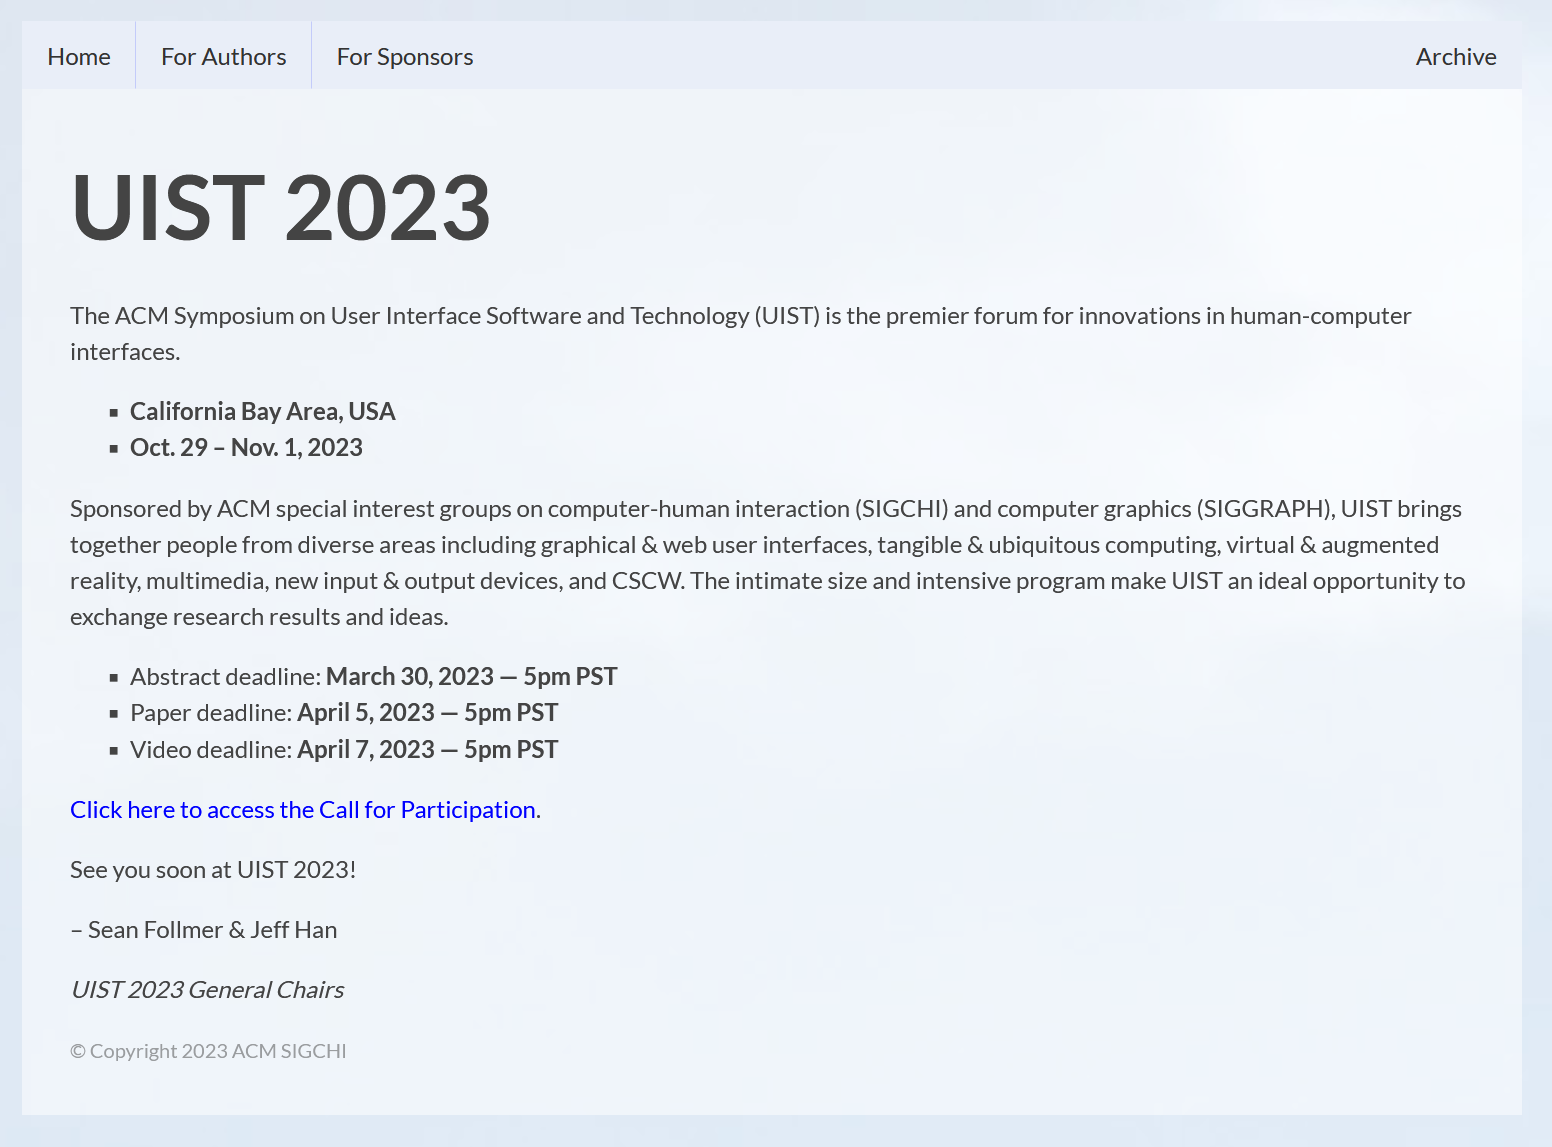 Home
For Authors
For Sponsors
Archive
UIST 2023
The ACM Symposium on User Interface Software and Technology (UIST) is the premier forum for innovations in human-computer
interfaces.
▪ California Bay Area, USA
▪ Oct. 29 – Nov. 1, 2023
Sponsored by ACM special interest groups on computer-human interaction (SIGCHI) and computer graphics (SIGGRAPH), UIST brings
together people from diverse areas including graphical & web user interfaces, tangible & ubiquitous computing, virtual & augmented
reality, multimedia, new input & output devices, and CSCW. The intimate size and intensive program make UIST an ideal opportunity to
exchange research results and ideas.
▪ Abstract deadline: March 30, 2023 — 5pm PST
▪ Paper deadline: April 5, 2023 — 5pm PST
▪ Video deadline: April 7, 2023 — 5pm PST
Click here to access the Call for Participation.
See you soon at UIST 2023!
– Sean Follmer & Jeff Han
UIST 2023 General Chairs
© Copyright 2023 ACM SIGCHI